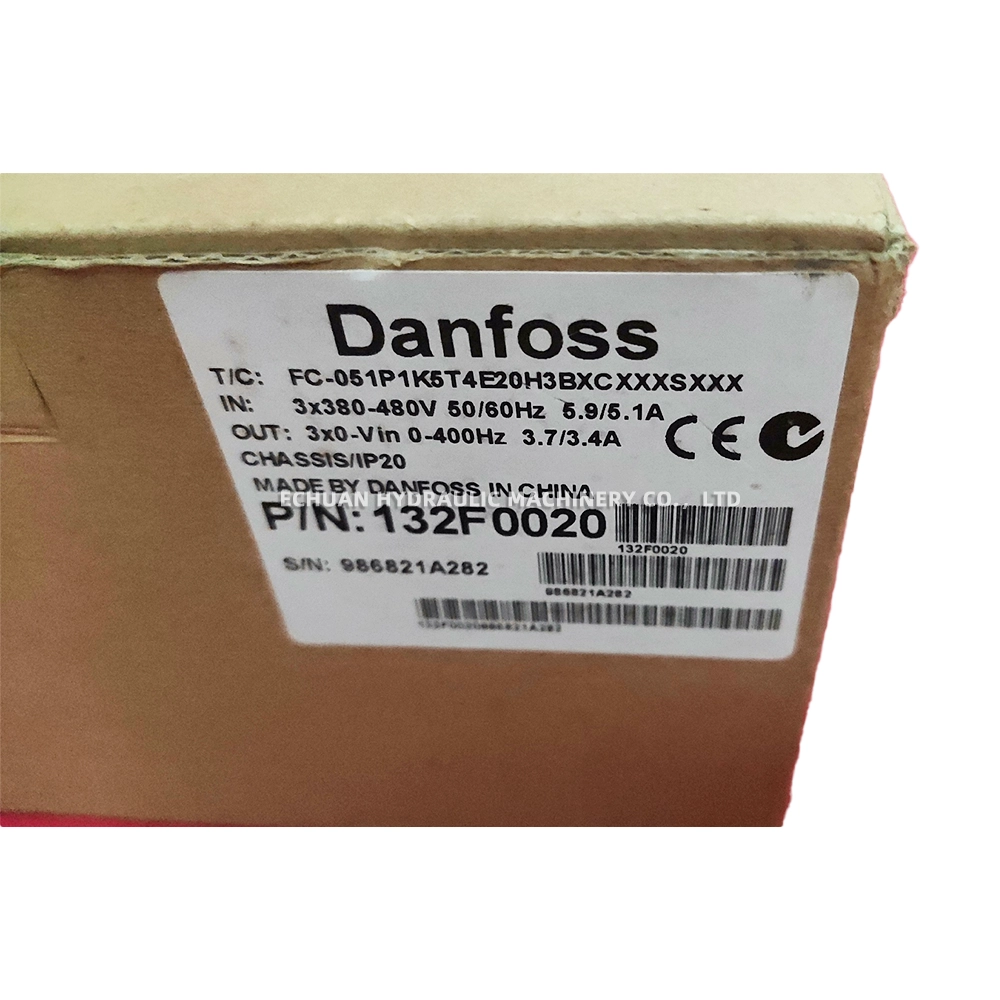 Danfoss
T/C: FC-051P1K5T4E20H3BXCXXXSXXX
IN: 3x380-480V 50/60Hz 5.9/5.1A
OUT: 3x0-Vin 0-400Hz 3.7/3.4A
CHASSIS/IP20
MADE BY DANFOSS IN CHINA
ECHUAN HYDRAULIC MACHINERY CO., LTD
P/N: 132F0020
132F0020
S/N: 986821A282
986821A282
132F0020986821A282